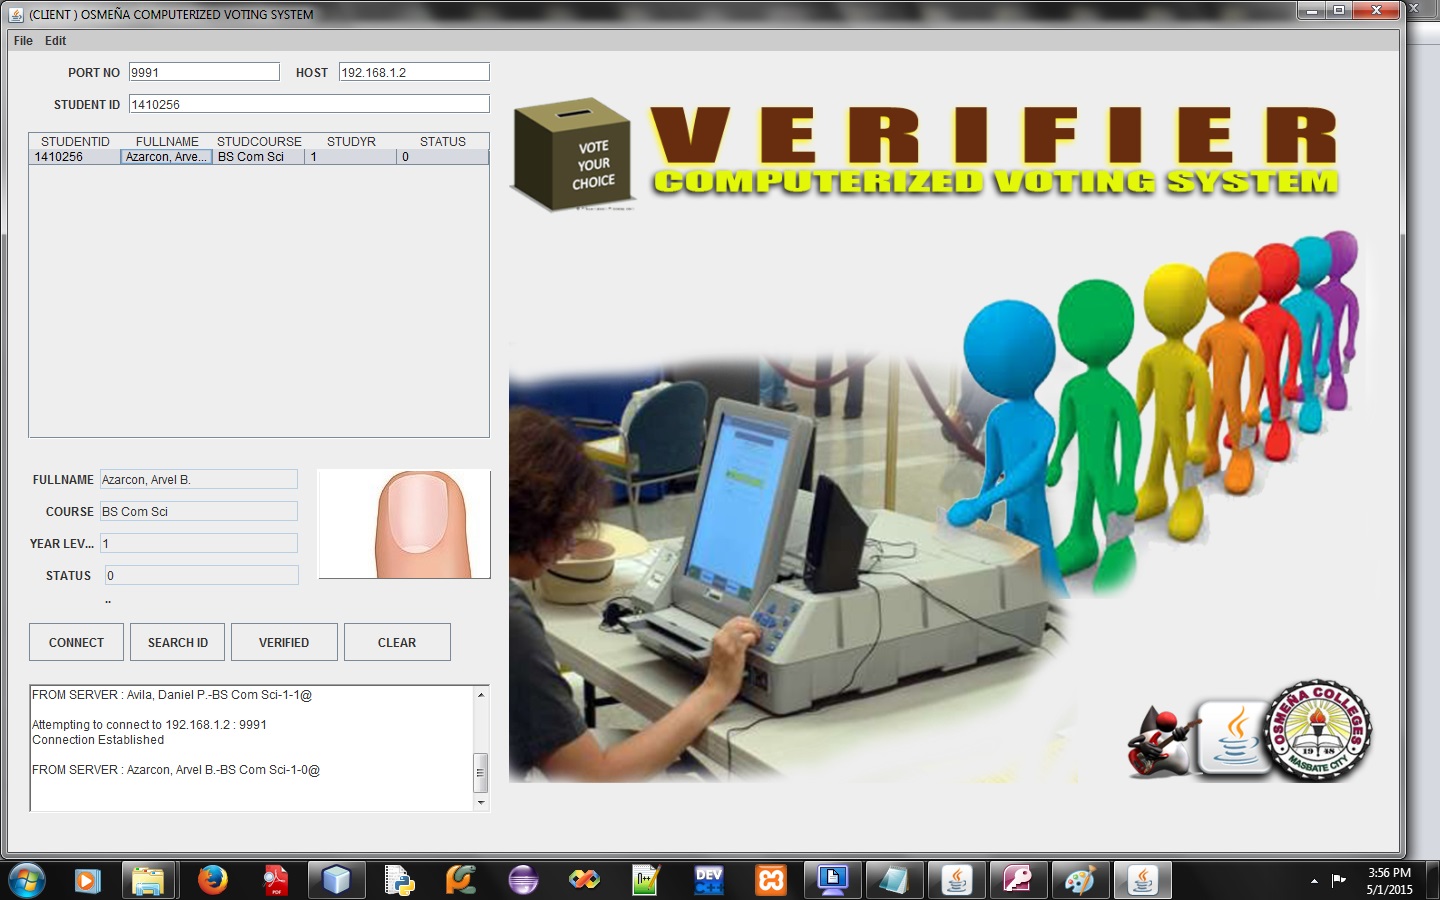 (CLIENT ) OSMEÑA COMPUTERIZED VOTING SYSTEM
File Edit
PORT NO 9991 HOST 192.168.1.2
STUDENT ID 1410256
STUDENTID FULLNAME STUDCOURSE STUDYR STATUS
1410256 Azarcon, Arve... BS Com Sci 1 0
FULLNAME Azarcon, Arvel B.
COURSE BS Com Sci
YEAR LEV... 1
STATUS 0
..
CONNECT SEARCH ID VERIFIED CLEAR
FROM SERVER : Avila, Daniel P.-BS Com Sci-1-1@
Attempting to connect to 192.168.1.2 : 9991
Connection Established
FROM SERVER : Azarcon, Arvel B.-BS Com Sci-1-0@
VOTE
YOUR
CHOICE
VERIFIER
COMPUTERIZED VOTING SYSTEM
OSMEÑA COLLEGES
19 48
MASBATE CITY
PDF
N++
DEV
C++
3:56 PM
5/1/2015